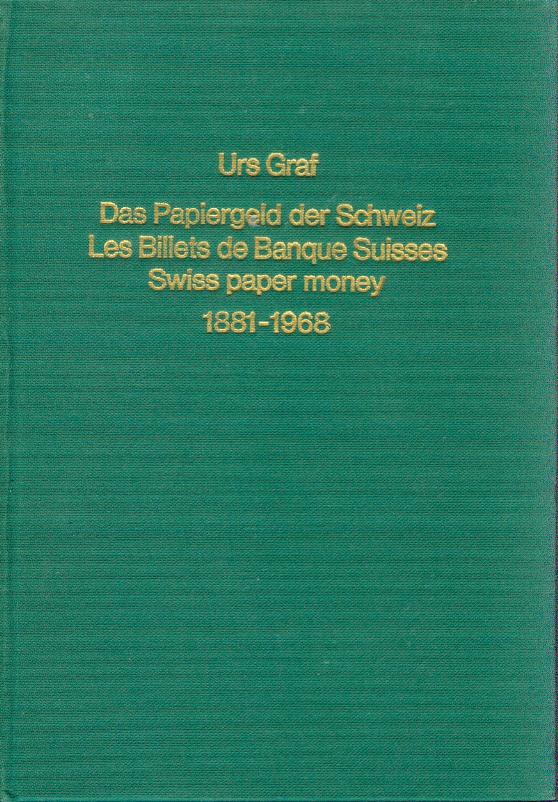 Urs Graf
Das Papiergeld der Schweiz
Les Billets de Banque Suisses
Swiss paper money
1881-1968